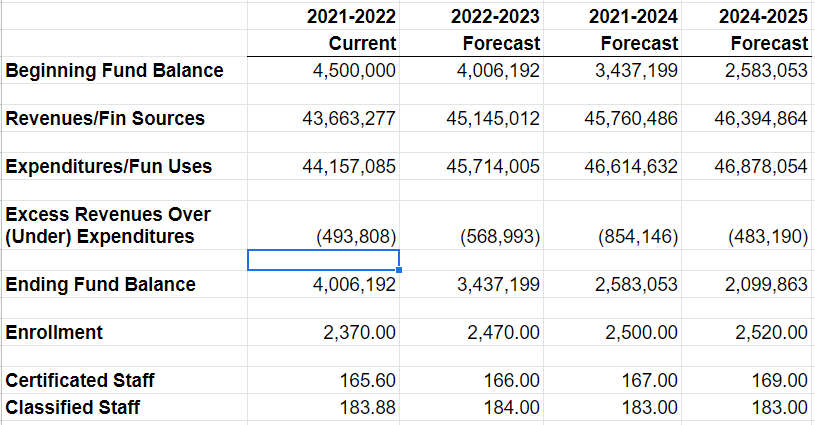 2021-2022 2022-2023 2021-2024 2024-2025
Current Forecast Forecast Forecast
Beginning Fund Balance 4,500,000 4,006,192 3,437,199 2,583,053
Revenues/Fin Sources 43,663,277 45,145,012 45,760,486 46,394,864
Expenditures/Fun Uses 44,157,085 45,714,005 46,614,632 46,878,054
Excess Revenues Over
(Under) Expenditures (493,808) (568,993) (854,146) (483,190)
Ending Fund Balance 4,006,192 3,437,199 2,583,053 2,099,863
Enrollment 2,370.00 2,470.00 2,500.00 2,520.00
Certificated Staff 165.60 166.00 167.00 169.00
Classified Staff 183.88 184.00 183.00 183.00